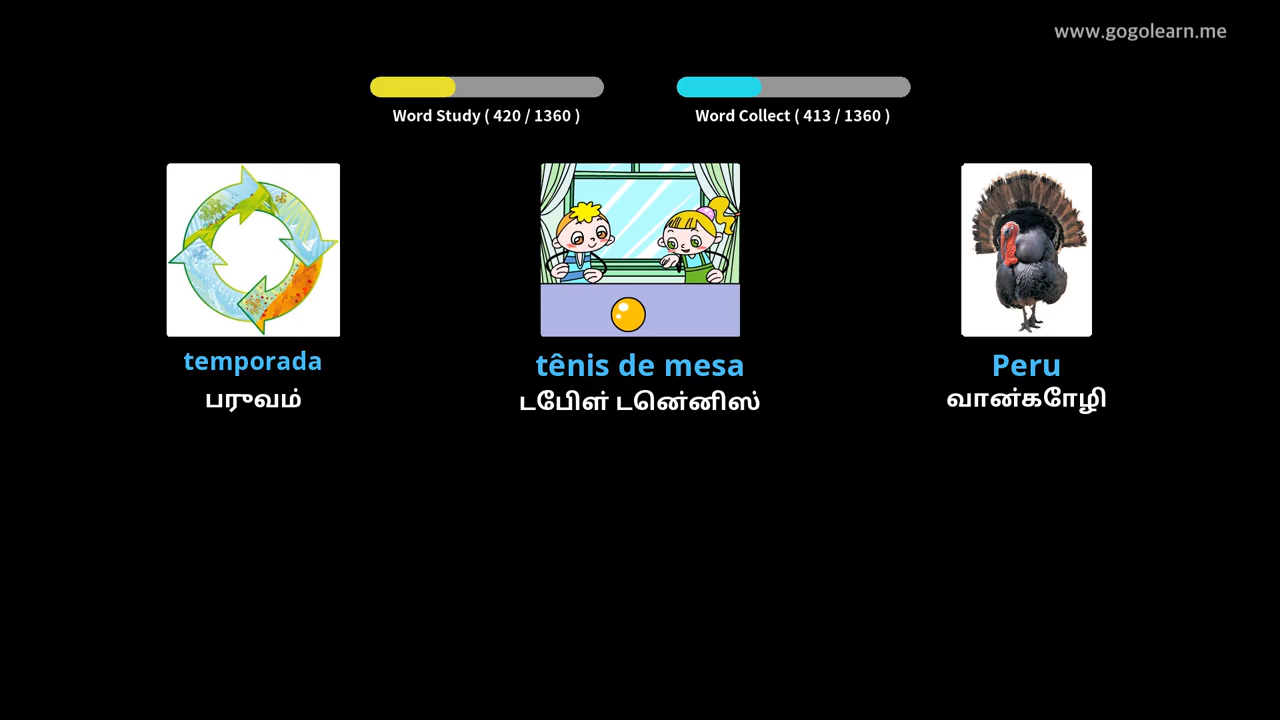 www.gogolearn.me
Word Study ( 420 / 1360 )
Word Collect ( 413 / 1360 )
temporada
tênis de mesa
Peru
பருவம்
டேபிள் டென்னிஸ்
வான்கோழி